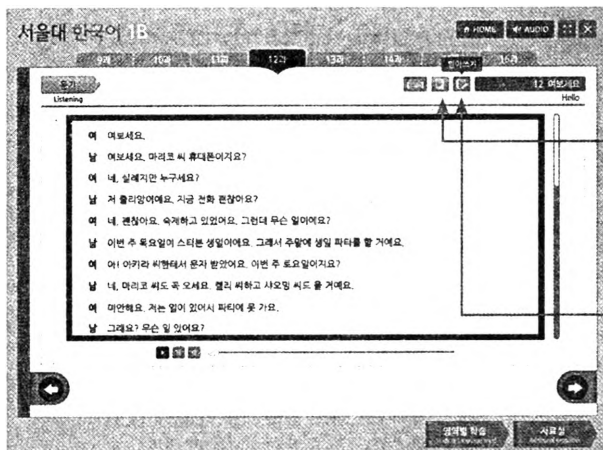 서울대 한국어 1B
HOME AUDIO
9과 10과 11과 12과 13과 14과 16과
받아쓰기
듣기 12. 여보세요
Listening Hello
여 여보세요.
남 여보세요. 마리코 씨 휴대폰이지요?
여 네, 실례지만 누구세요?
남 저 줄리앙이에요. 지금 전화 괜찮아요?
여 네, 괜찮아요. 숙제하고 있었어요. 그런데 무슨 일이에요?
남 이번 주 목요일이 스티븐 생일이에요. 그래서 주말에 생일 파티를 할 거예요.
여 아! 아키라 씨한테서 문자 받았어요. 이번 주 토요일이지요?
남 네, 마리코 씨도 꼭 오세요. 켈리 씨하고 샤오밍 씨도 올 거예요.
여 미안해요. 저는 일이 있어서 파티에 못 가요.
남 그래요? 무슨 일 있어요?
영역별 학습 자료실